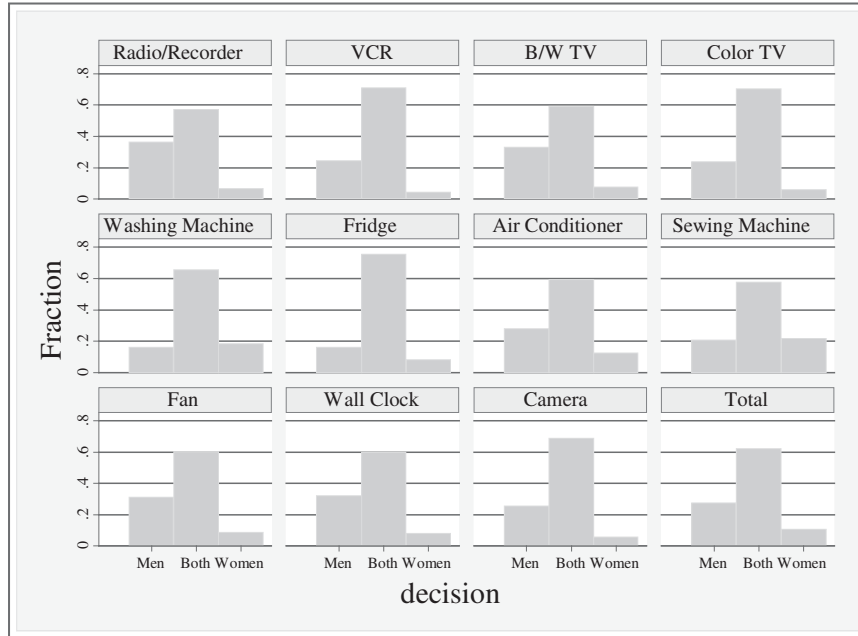 Radio/Recorder VCR B/W TV Color TV
.8
.6
.4
.2
0
Washing Machine Fridge Air Conditioner Sewing Machine
.8
.6
.4
.2
0
Fraction
Fan Wall Clock Camera Total
.8
.6
.4
.2
0
Men Both Women Men Both Women Men Both Women Men Both Women
decision